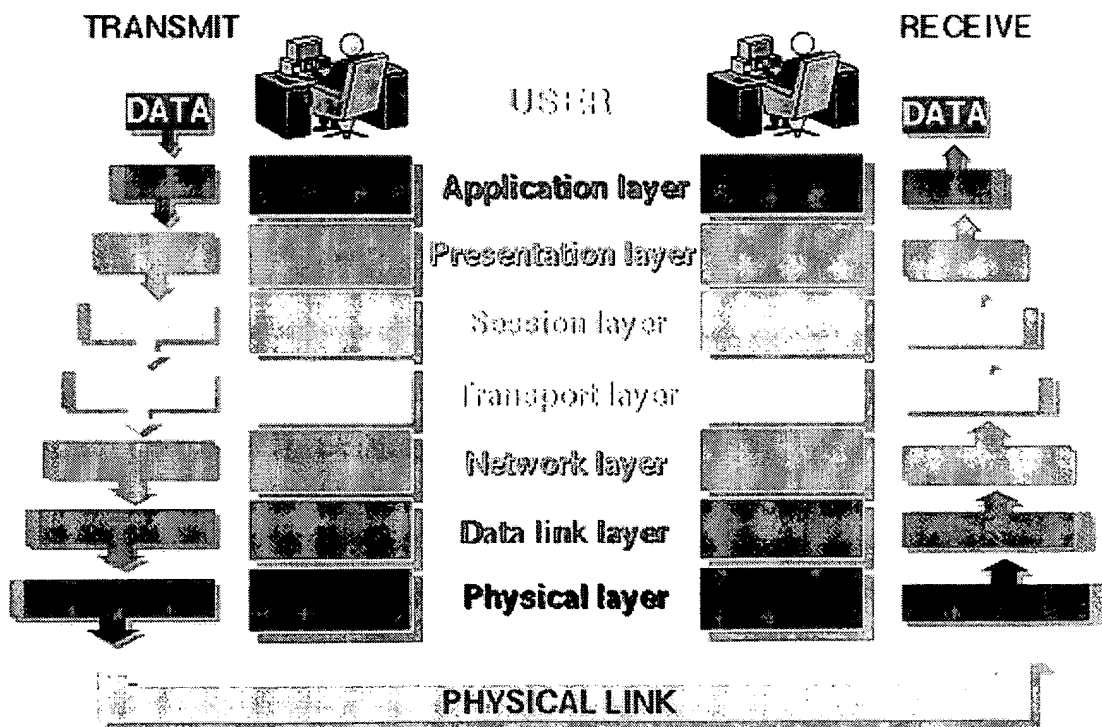 TRANSMIT
RECEIVE
DATA
USER
DATA
Application layer
Presentation layer
Session layer
Transport layer
Network layer
Data link layer
Physical layer
PHYSICAL LINK